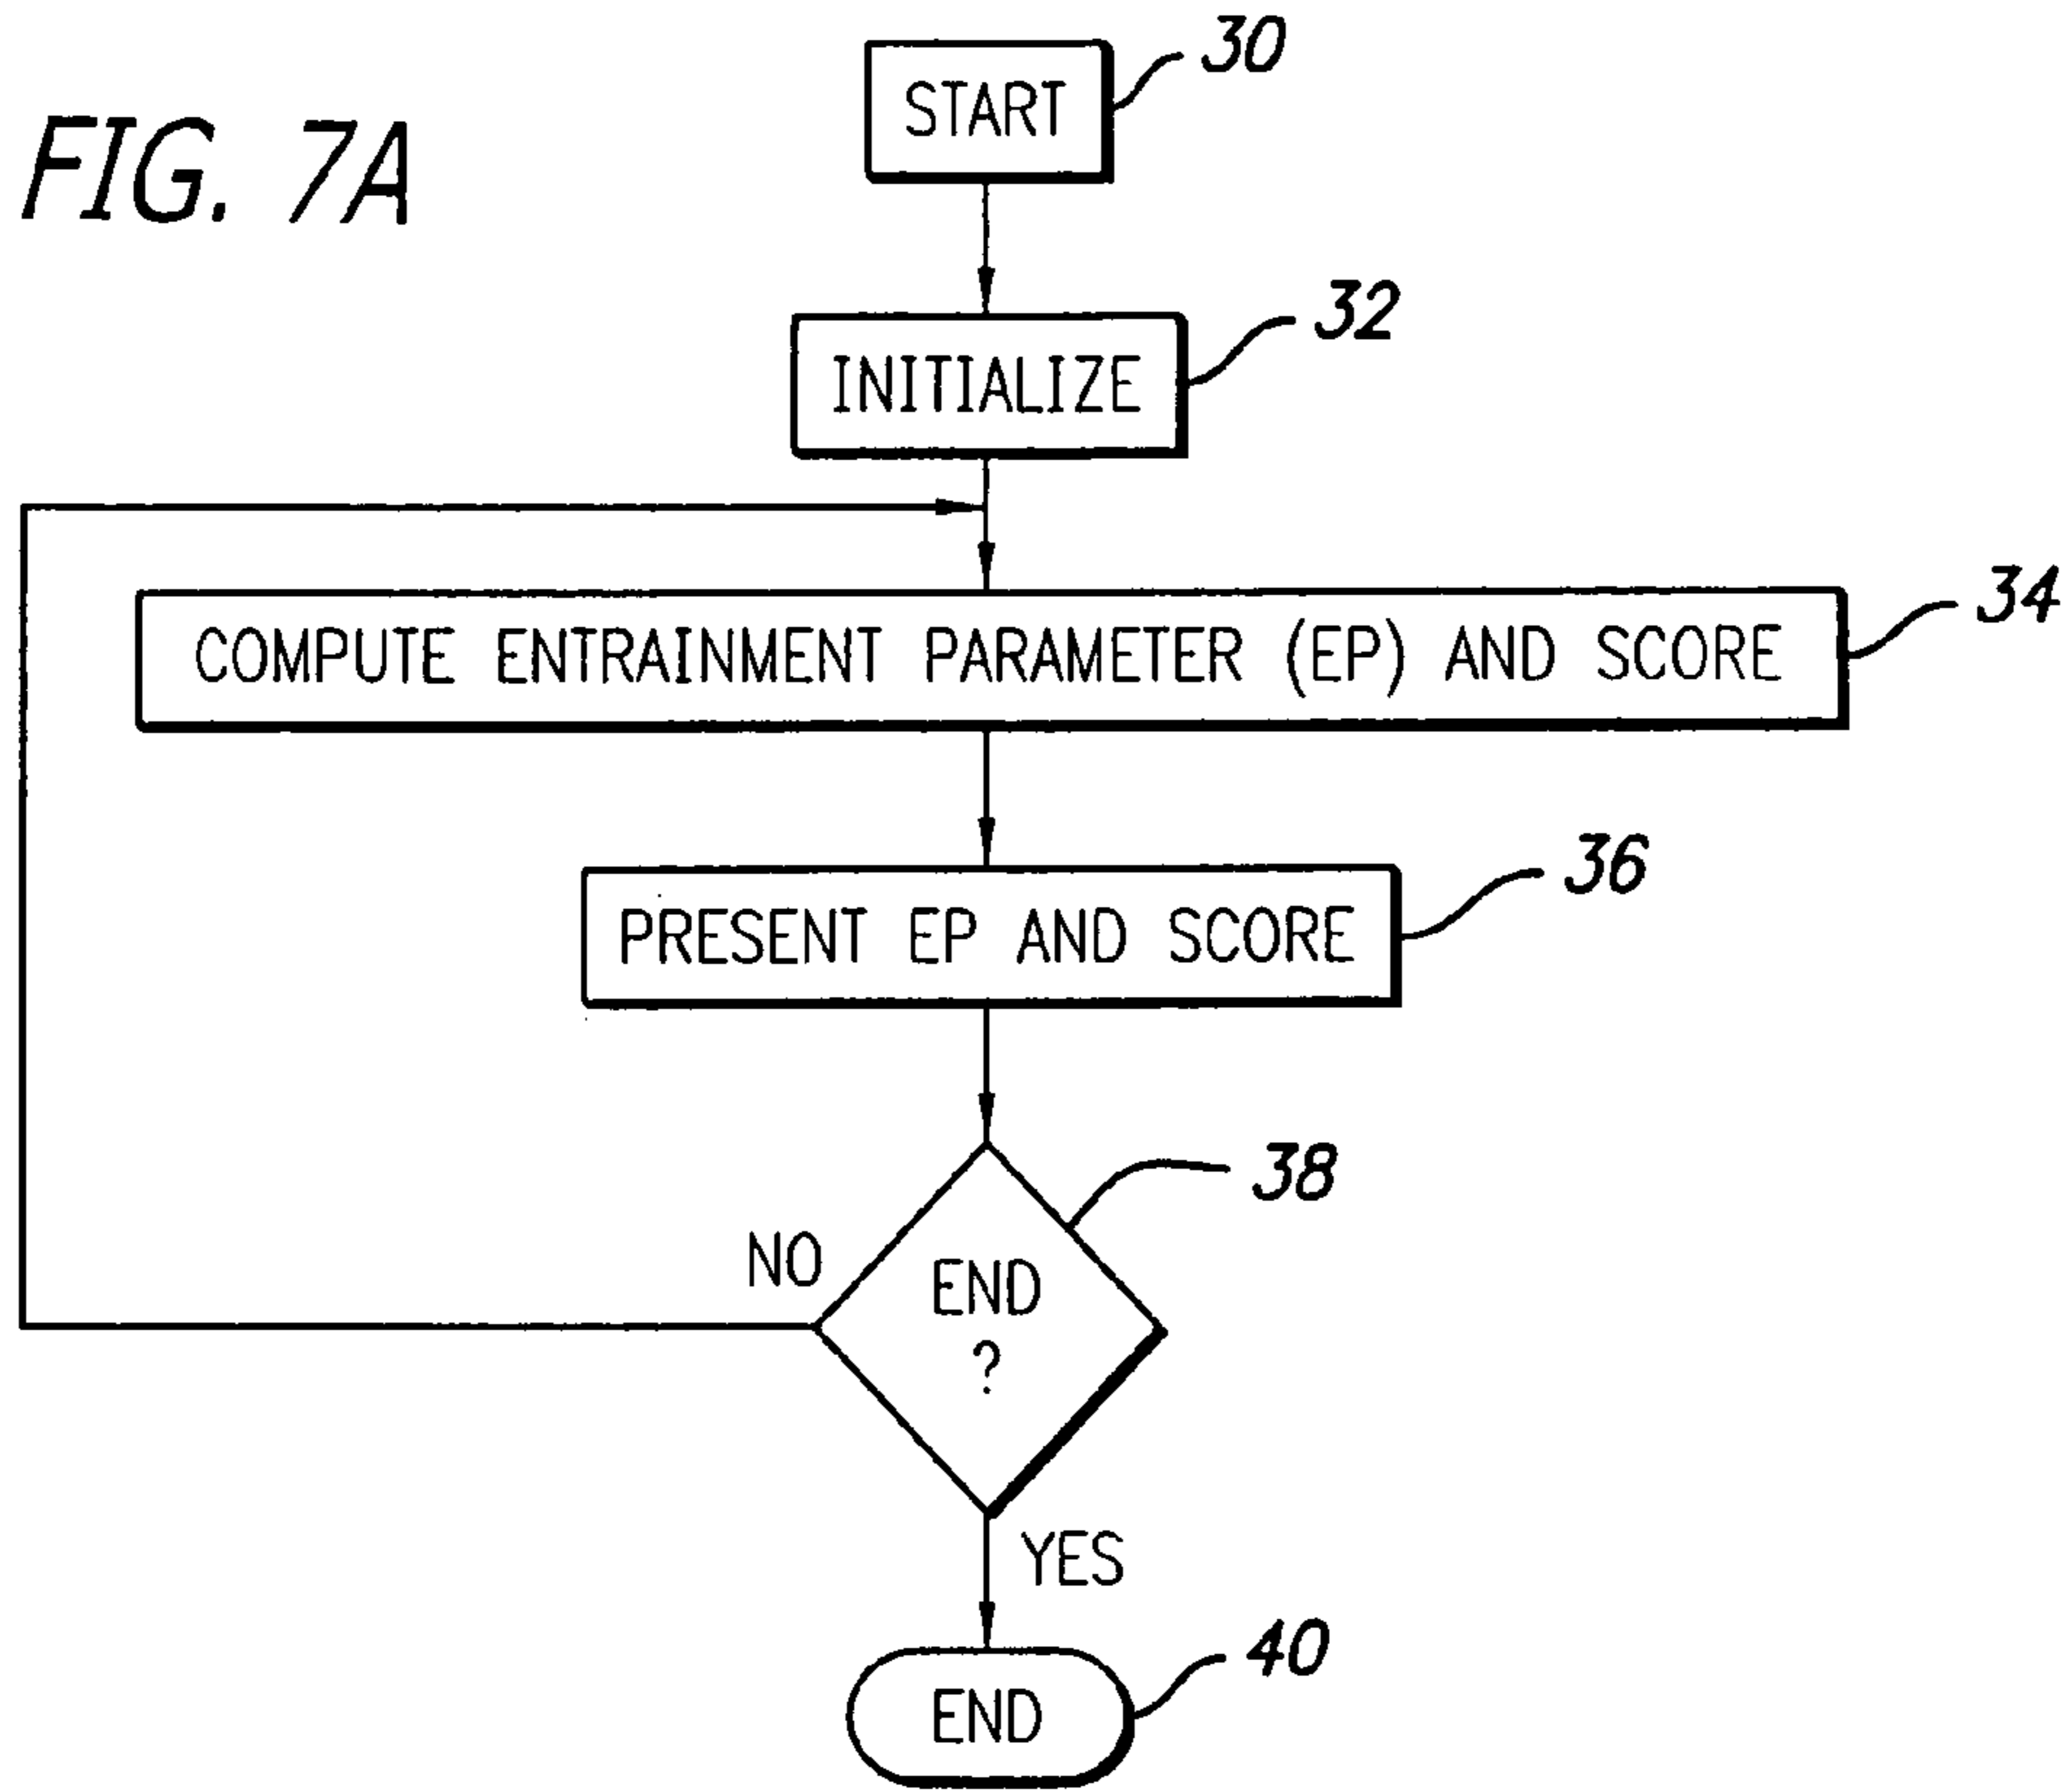 FIG. 7A
START
30
INITIALIZE
32
COMPUTE ENTRAINMENT PARAMETER (EP) AND SCORE
34
PRESENT EP AND SCORE
36
38
NO
END
?
YES
END
40